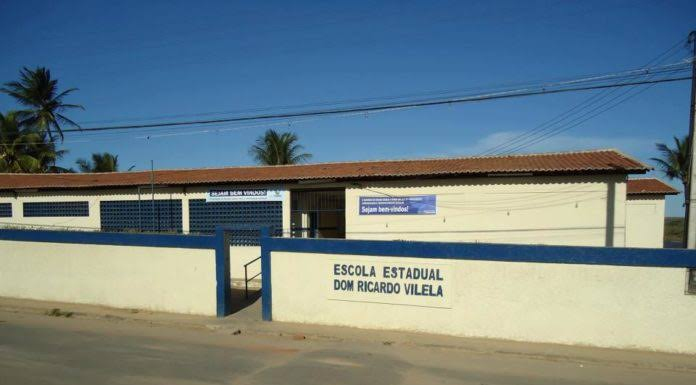 SEJAM BEM-VINDOS!
Sejam bem-vindos!
ESCOLA ESTADUAL
DOM RICARDO VILELA